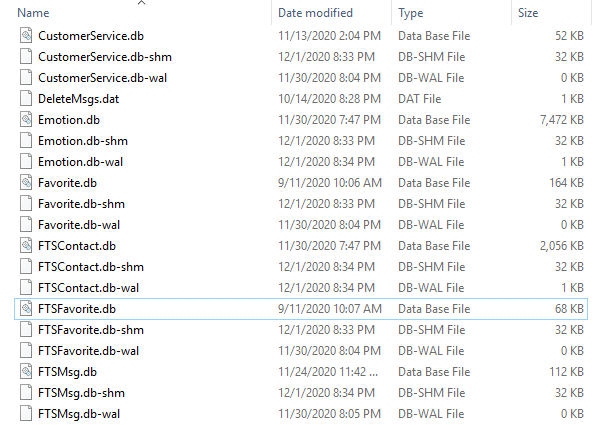 Name Date modified Type Size
CustomerService.db 11/13/2020 2:04 PM Data Base File 52 KB
CustomerService.db-shm 12/1/2020 8:33 PM DB-SHM File 32 KB
CustomerService.db-wal 11/30/2020 8:04 PM DB-WAL File 0 KB
DeleteMsgs.dat 10/14/2020 8:28 PM DAT File 1 KB
Emotion.db 11/30/2020 7:47 PM Data Base File 7,472 KB
Emotion.db-shm 12/1/2020 8:33 PM DB-SHM File 32 KB
Emotion.db-wal 12/1/2020 8:34 PM DB-WAL File 1 KB
Favorite.db 9/11/2020 10:06 AM Data Base File 164 KB
Favorite.db-shm 12/1/2020 8:33 PM DB-SHM File 32 KB
Favorite.db-wal 11/30/2020 8:04 PM DB-WAL File 0 KB
FTSContact.db 11/30/2020 7:47 PM Data Base File 2,056 KB
FTSContact.db-shm 12/1/2020 8:34 PM DB-SHM File 32 KB
FTSContact.db-wal 12/1/2020 8:34 PM DB-WAL File 1 KB
FTSFavorite.db 9/11/2020 10:07 AM Data Base File 68 KB
FTSFavorite.db-shm 12/1/2020 8:33 PM DB-SHM File 32 KB
FTSFavorite.db-wal 11/30/2020 8:04 PM DB-WAL File 0 KB
FTSMsg.db 11/24/2020 11:42 ... Data Base File 112 KB
FTSMsg.db-shm 12/1/2020 8:34 PM DB-SHM File 32 KB
FTSMsg.db-wal 11/30/2020 8:05 PM DB-WAL File 0 KB